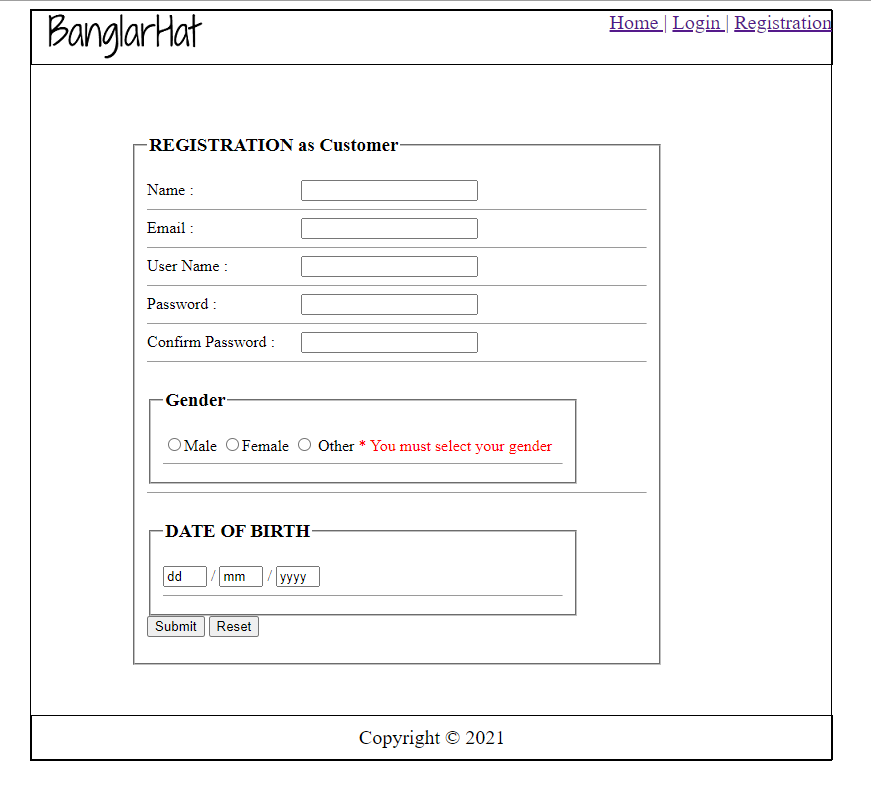 BanglarHat
Home | Login | Registration
REGISTRATION as Customer
Name :
Email :
User Name :
Password :
Confirm Password :
Gender
Male Female Other * You must select your gender
DATE OF BIRTH
dd / mm / yyyy
Submit Reset
Copyright © 2021